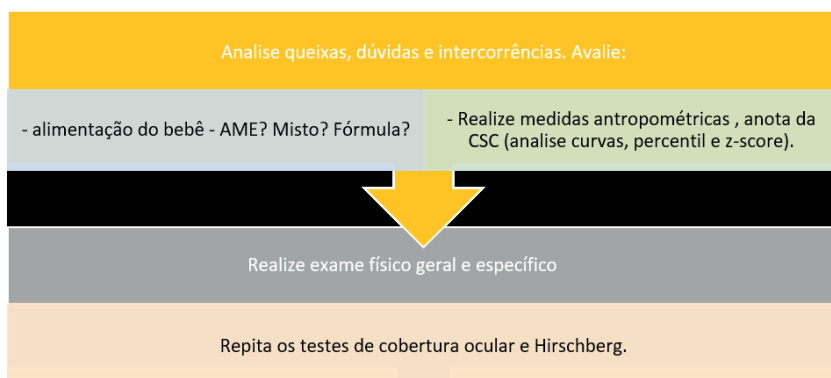 Analise queixas, dúvidas e intercorrências. Avalie:
- alimentação do bebê - AME? Misto? Fórmula?
- Realize medidas antropométricas , anota da
CSC (analise curvas, percentil e z-score).
Realize exame físico geral e específico
Repita os testes de cobertura ocular e Hirschberg.